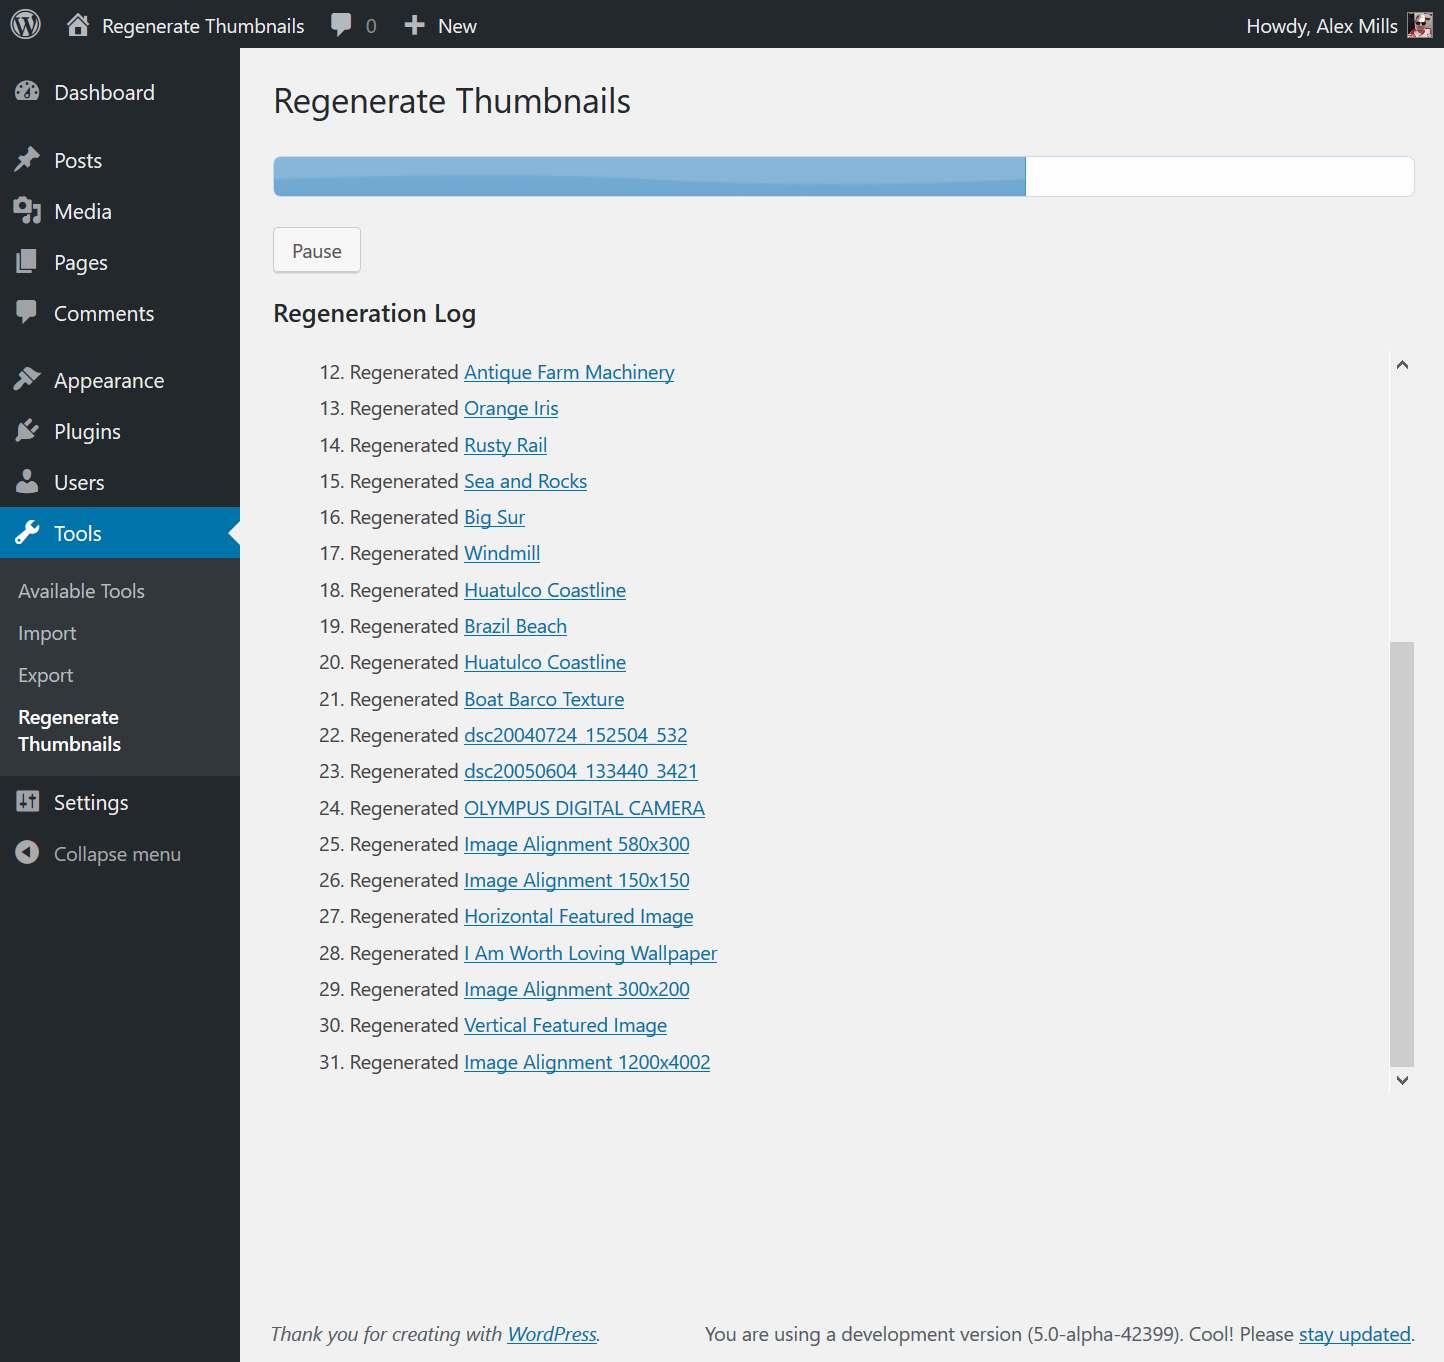 Regenerate Thumbnails 0 New Howdy, Alex Mills
Dashboard
Posts
Media
Pages
Comments
Appearance
Plugins
Users
Tools
Available Tools
Import
Export
Regenerate
Thumbnails
Settings
Collapse menu
Regenerate Thumbnails
Pause
Regeneration Log
12. Regenerated Antique Farm Machinery
13. Regenerated Orange Iris
14. Regenerated Rusty Rail
15. Regenerated Sea and Rocks
16. Regenerated Big Sur
17. Regenerated Windmill
18. Regenerated Huatulco Coastline
19. Regenerated Brazil Beach
20. Regenerated Huatulco Coastline
21. Regenerated Boat Barco Texture
22. Regenerated dsc20040724_152504_532
23. Regenerated dsc20050604_133440_3421
24. Regenerated OLYMPUS DIGITAL CAMERA
25. Regenerated Image Alignment 580x300
26. Regenerated Image Alignment 150x150
27. Regenerated Horizontal Featured Image
28. Regenerated I Am Worth Loving Wallpaper
29. Regenerated Image Alignment 300x200
30. Regenerated Vertical Featured Image
31. Regenerated Image Alignment 1200x4002
Thank you for creating with WordPress. You are using a development version (5.0-alpha-42399). Cool! Please stay updated.